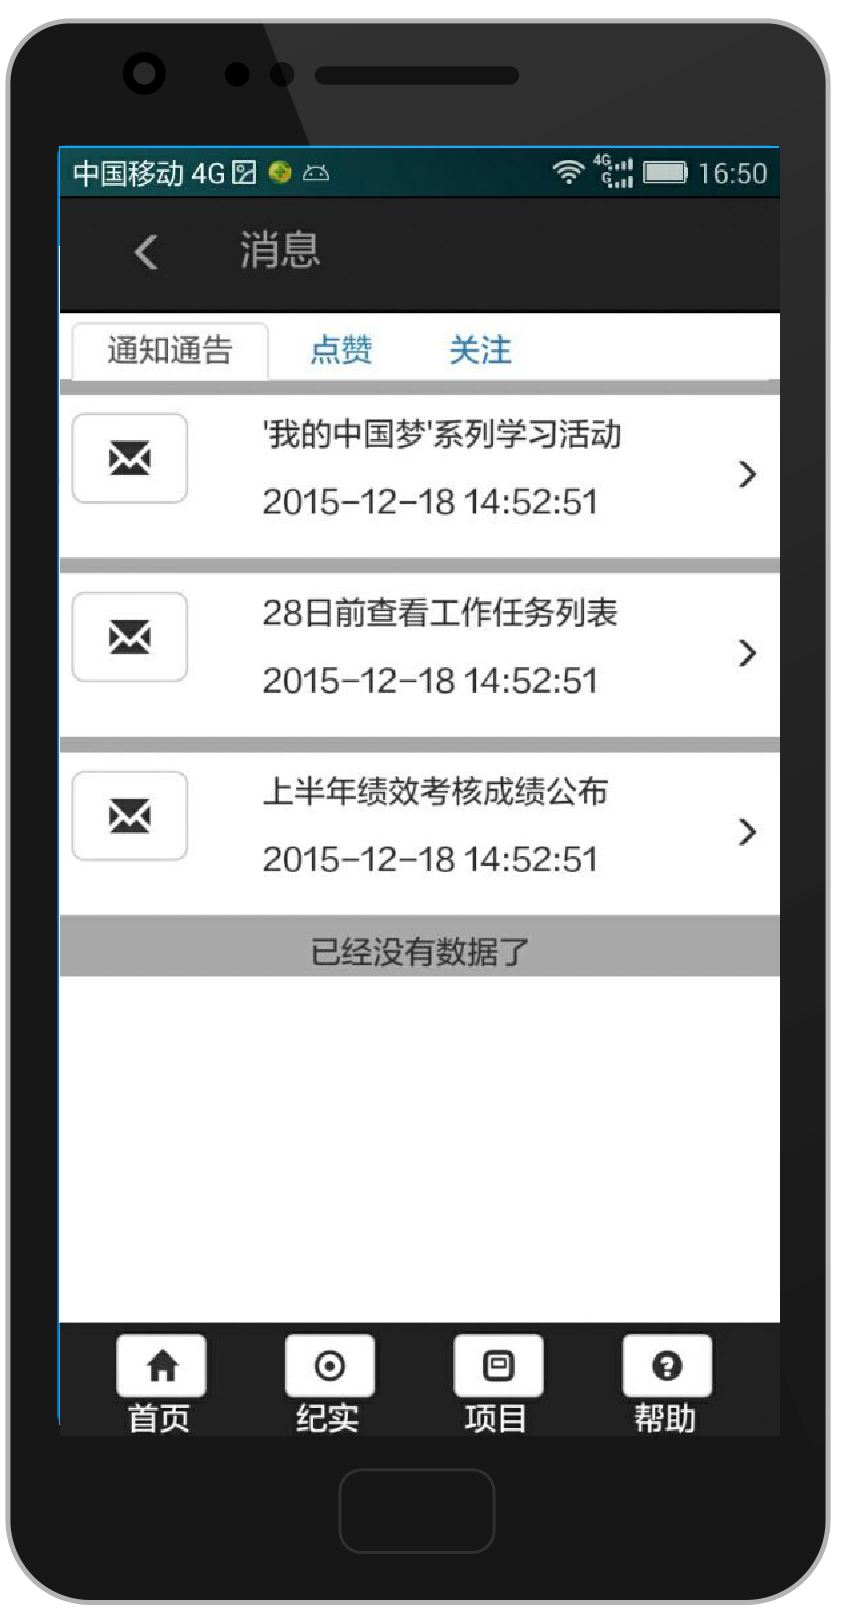 中国移动 4G 4G G 16:50
消息
通知通告 点赞 关注
'我的中国梦'系列学习活动
2015-12-18 14:52:51
28日前查看工作任务列表
2015-12-18 14:52:51
上半年绩效考核成绩公布
2015-12-18 14:52:51
已经没有数据了
首页 纪实 项目 帮助